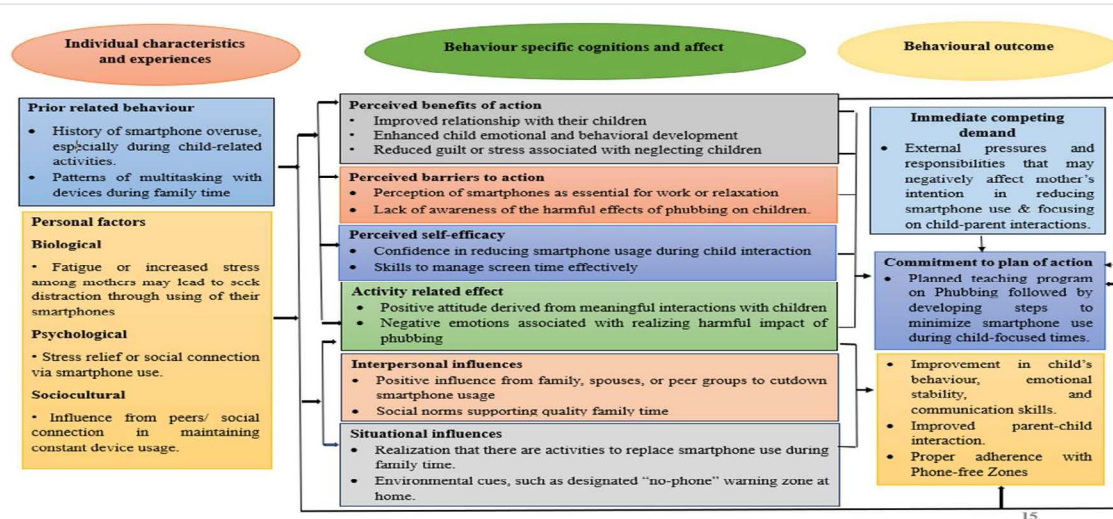 Individual characteristics
and experiences
Behaviour specific cognitions and affect
Behavioural outcome
Prior related behaviour
• History of smartphone overuse,
especially during child-related
activities.
• Patterns of multitasking with
devices during family time
Personal factors
Biological
• Fatigue or increased stress
among mothers may lead to seek
distraction through using of their
smartphones
Psychological
• Stress relief or social connection
via smartphone use.
Sociocultural
• Influence from peers/ social
connection in maintaining
constant device usage.
Perceived benefits of action
• Improved relationship with their children
• Enhanced child emotional and behavioral development
• Reduced guilt or stress associated with neglecting children
Perceived barriers to action
• Perception of smartphones as essential for work or relaxation
• Lack of awareness of the harmful effects of phubbing on children.
Perceived self-efficacy
• Confidence in reducing smartphone usage during child interaction
• Skills to manage screen time effectively
Activity related effect
• Positive attitude derived from meaningful interactions with children
• Negative emotions associated with realizing harmful impact of
phubbing
Interpersonal influences
• Positive influence from family, spouses, or peer groups to cutdown
smartphone usage
• Social norms supporting quality family time
Situational influences
• Realization that there are activities to replace smartphone use during
family time.
• Environmental cues, such as designated “no-phone” warning zone at
home.
Immediate competing
demand
• External pressures and
responsibilities that may
negatively affect mother’s
intention in reducing
smartphone use & focusing
on child-parent interactions.
Commitment to plan of action
• Planned teaching program
on Phubbing followed by
developing steps to
minimize smartphone use
during child-focused times.
• Improvement in child’s
behaviour, emotional
stability, and
communication skills.
• Improved parent-child
interaction.
• Proper adherence with
Phone-free Zones
15